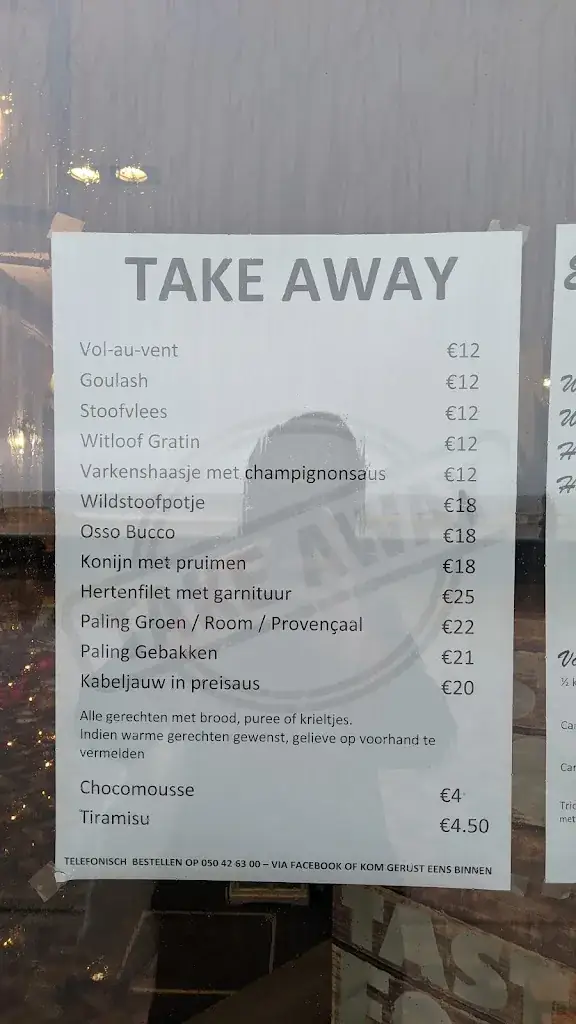 TAKE AWAY
Vol-au-vent €12
Goulash €12
Stoofvlees €12
Witloof Gratin €12
Varkenshaasje met champignonsaus €12
Wildstoofpotje €18
Osso Bucco €18
Konijn met pruimen €18
Hertenfilet met garnituur €25
Paling Groen / Room / Provençaal €22
Paling Gebakken €21
Kabeljauw in preisaus €20
Alle gerechten met brood, puree of krieltjes.
Indien warme gerechten gewenst, gelieve op voorhand te
vermelden
Chocomousse €4
Tiramisu €4.50
TELEFONISCH BESTELLEN OP 050 42 63 00 – VIA FACEBOOK OF KOM GERUST EENS BINNEN
TAKE AWAY